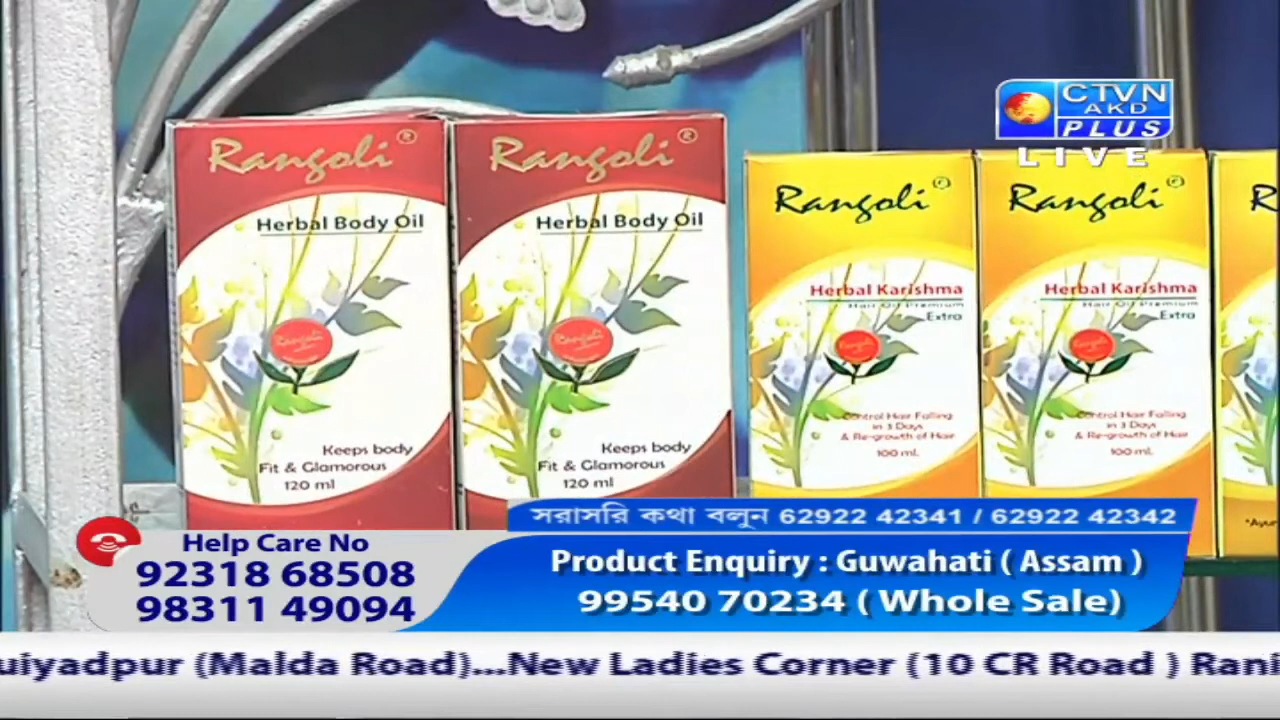 CTVN
AKD
PLUS
LIVE
Rangoli®
Herbal Body Oil
Rangoli
Keeps body
Fit & Glamorous
120 ml
Rangoli®
Herbal Body Oil
Rangoli
Keeps body
Fit & Glamorous
120 ml
Rangoli®
Herbal Karishma
Hair Oil Premium
Extra
Control Hair Falling
in 3 Days
& Re-growth of Hair
100 ml.
Rangoli®
Herbal Karishma
Hair Oil Premium
Extra
Control Hair Falling
in 3 Days
& Re-growth of Hair
100 ml.
সরাসরি কথা বলুন 62922 42341 / 62922 42342
Help Care No
92318 68508
98311 49094
Product Enquiry : Guwahati ( Assam )
99540 70234 ( Whole Sale)
uiyadpur (Malda Road)...New Ladies Corner (10 CR Road ) Rani